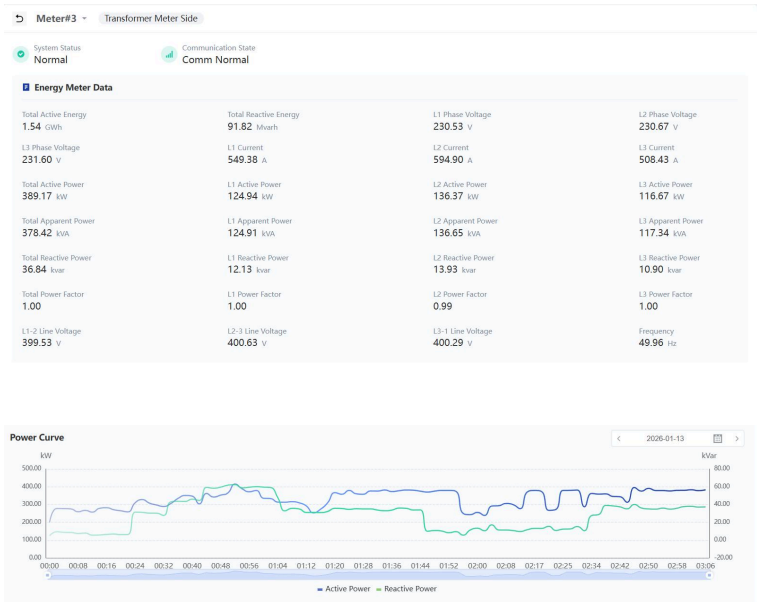 Meter#3 Transformer Meter Side
System Status Communication State
Normal Comm Normal
Energy Meter Data
Total Active Energy Total Reactive Energy L1 Phase Voltage L2 Phase Voltage
1.54 GWh 91.82 Mvarh 230.53 V 230.67 V
L3 Phase Voltage L1 Current L2 Current L3 Current
231.60 V 549.38 A 594.90 A 508.43 A
Total Active Power L1 Active Power L2 Active Power L3 Active Power
389.17 kW 124.94 kW 136.37 kW 116.67 kW
Total Apparent Power L1 Apparent Power L2 Apparent Power L3 Apparent Power
378.42 kVA 124.91 kVA 136.65 kVA 117.34 kVA
Total Reactive Power L1 Reactive Power L2 Reactive Power L3 Reactive Power
36.84 kvar 12.13 kvar 13.93 kvar 10.90 kvar
Total Power Factor L1 Power Factor L2 Power Factor L3 Power Factor
1.00 1.00 0.99 1.00
L1-2 Line Voltage L2-3 Line Voltage L3-1 Line Voltage Frequency
399.53 V 400.63 V 400.29 V 49.96 Hz
Power Curve 2026-01-13
kW kVar
500.00 80.00
400.00 60.00
300.00 40.00
200.00 20.00
100.00 0.00
0.00 -20.00
00:00 00:08 00:16 00:24 00:32 00:40 00:48 00:56 01:04 01:12 01:20 01:28 01:36 01:44 01:52 02:00 02:08 02:17 02:25 02:34 02:42 02:50 02:58 03:06
Active Power Reactive Power